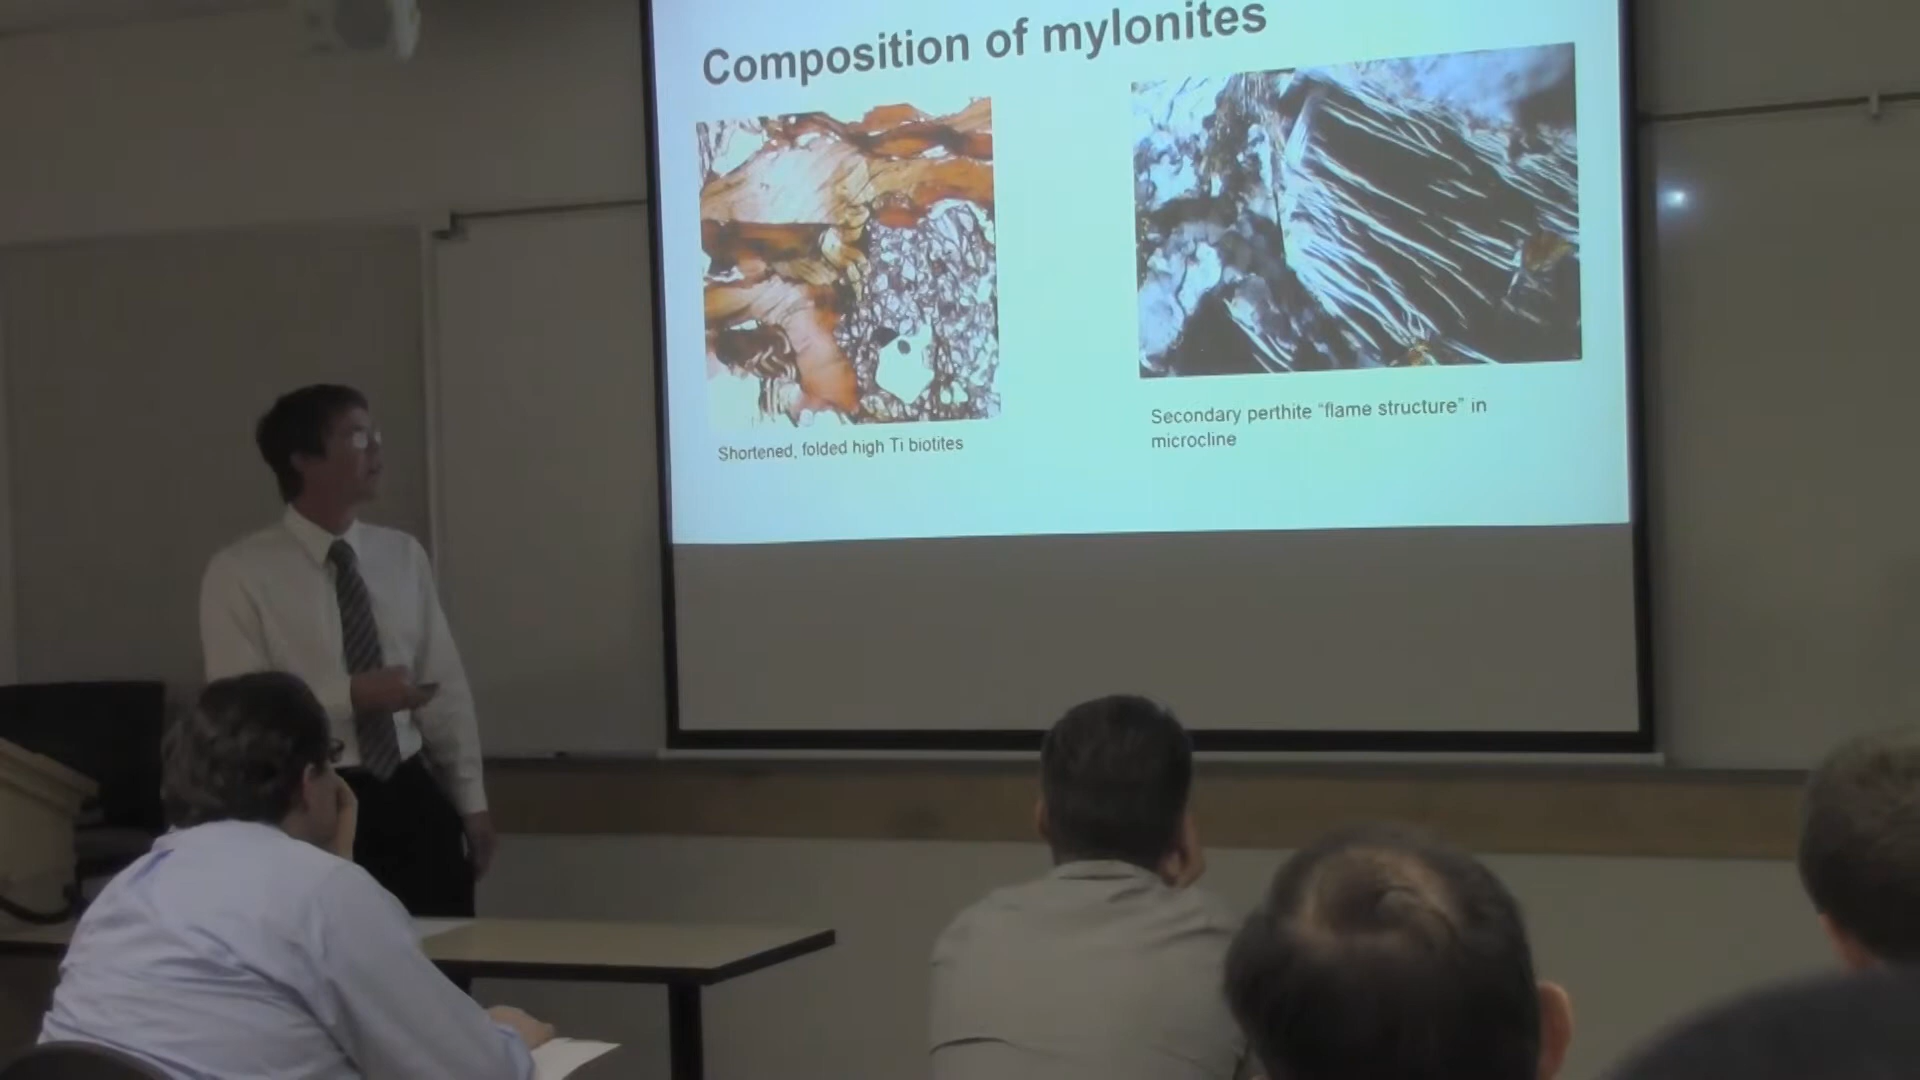 Composition of mylonites
Shortened, folded high Ti biotites
Secondary perthite “flame structure” in
microcline